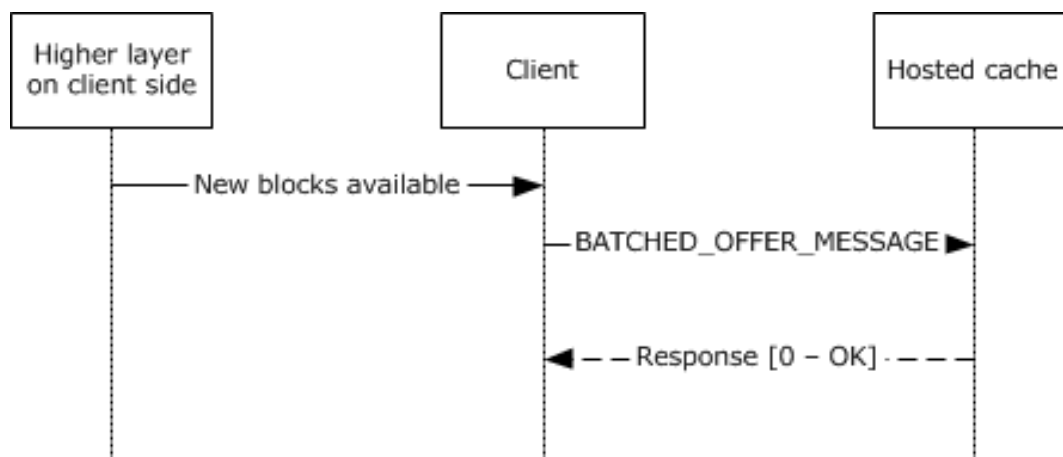 Higher layer
on client side
Client
Hosted cache
New blocks available
BATCHED_OFFER_MESSAGE
Response [0 – OK]